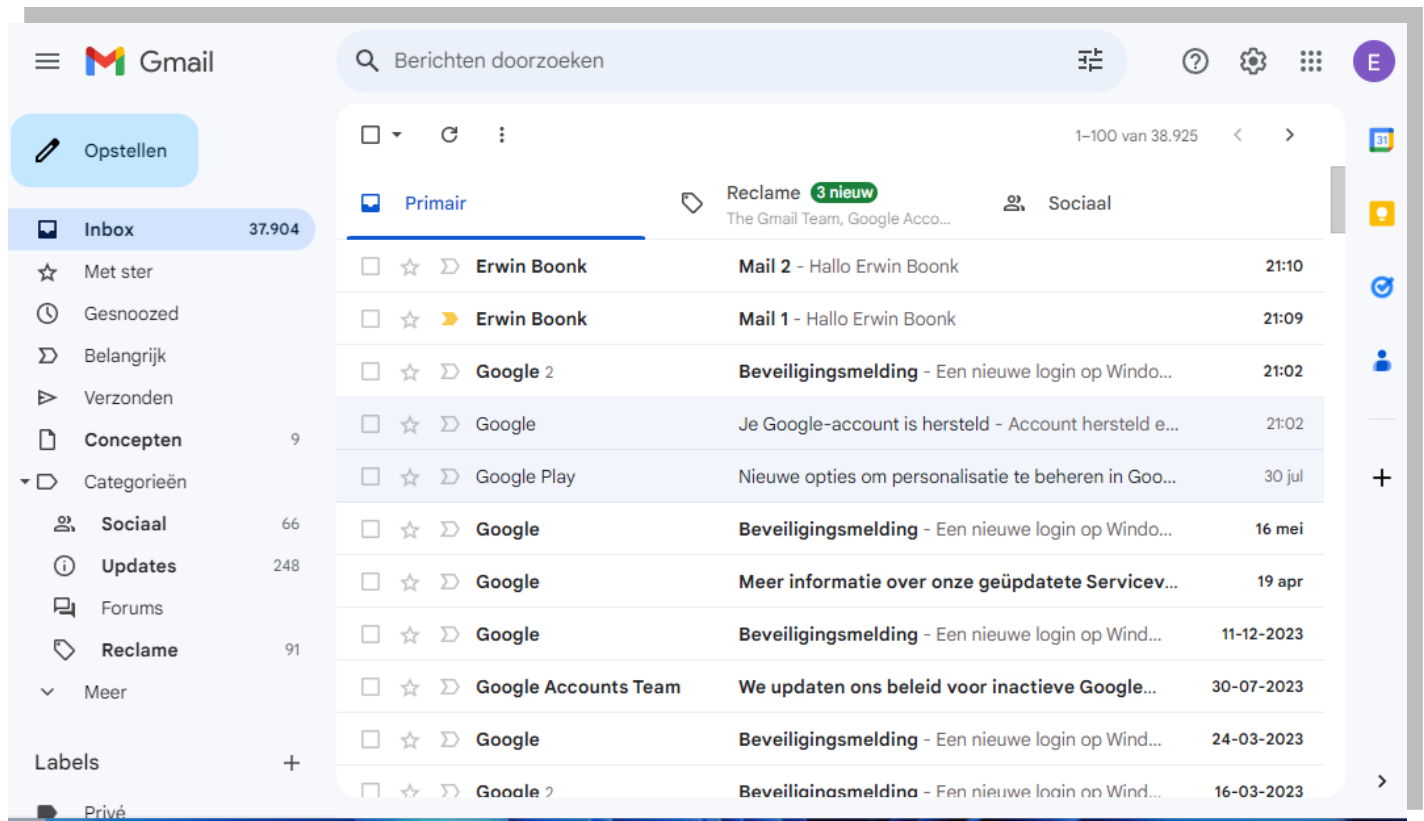 Gmail
Berichten doorzoeken
E
Opstellen
1–100 van 38.925
31
Primair
Reclame 3 nieuw
The Gmail Team, Google Acco...
Sociaal
Inbox 37.904
Met ster
Gesnoozed
Belangrijk
Verzonden
Concepten 9
Categorieën
Sociaal 66
Updates 248
Forums
Reclame 91
Meer
Labels
Privé
Erwin Boonk Mail 2 - Hallo Erwin Boonk 21:10
Erwin Boonk Mail 1 - Hallo Erwin Boonk 21:09
Google 2 Beveiligingsmelding - Een nieuwe login op Windo... 21:02
Google Je Google-account is hersteld - Account hersteld e... 21:02
Google Play Nieuwe opties om personalisatie te beheren in Goo... 30 jul
Google Beveiligingsmelding - Een nieuwe login op Windo... 16 mei
Google Meer informatie over onze geüpdatete Servicev... 19 apr
Google Beveiligingsmelding - Een nieuwe login op Wind... 11-12-2023
Google Accounts Team We updaten ons beleid voor inactieve Google... 30-07-2023
Google Beveiligingsmelding - Een nieuwe login op Wind... 24-03-2023
Google 2 Beveiligingsmelding - Een nieuwe login op Wind... 16-03-2023